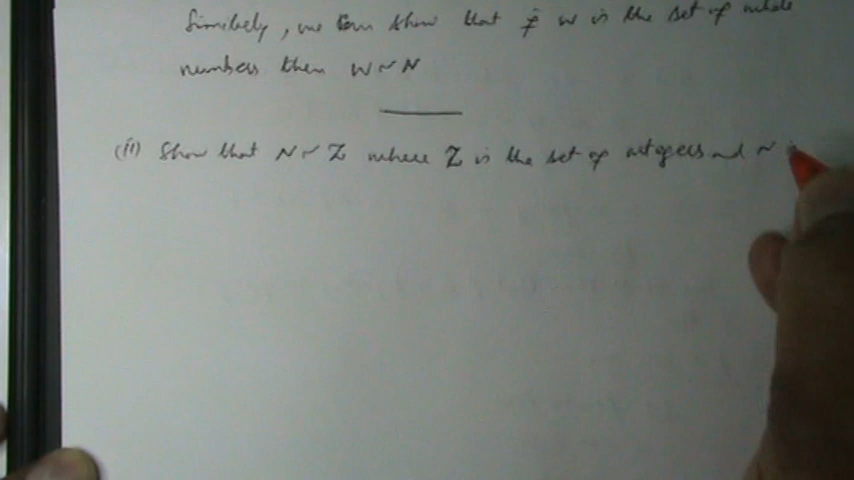 Similarly, we can show that if W is the set of whole
numbers then W ~ N
(ii) Show that N ~ Z where Z is the set of integers and N i